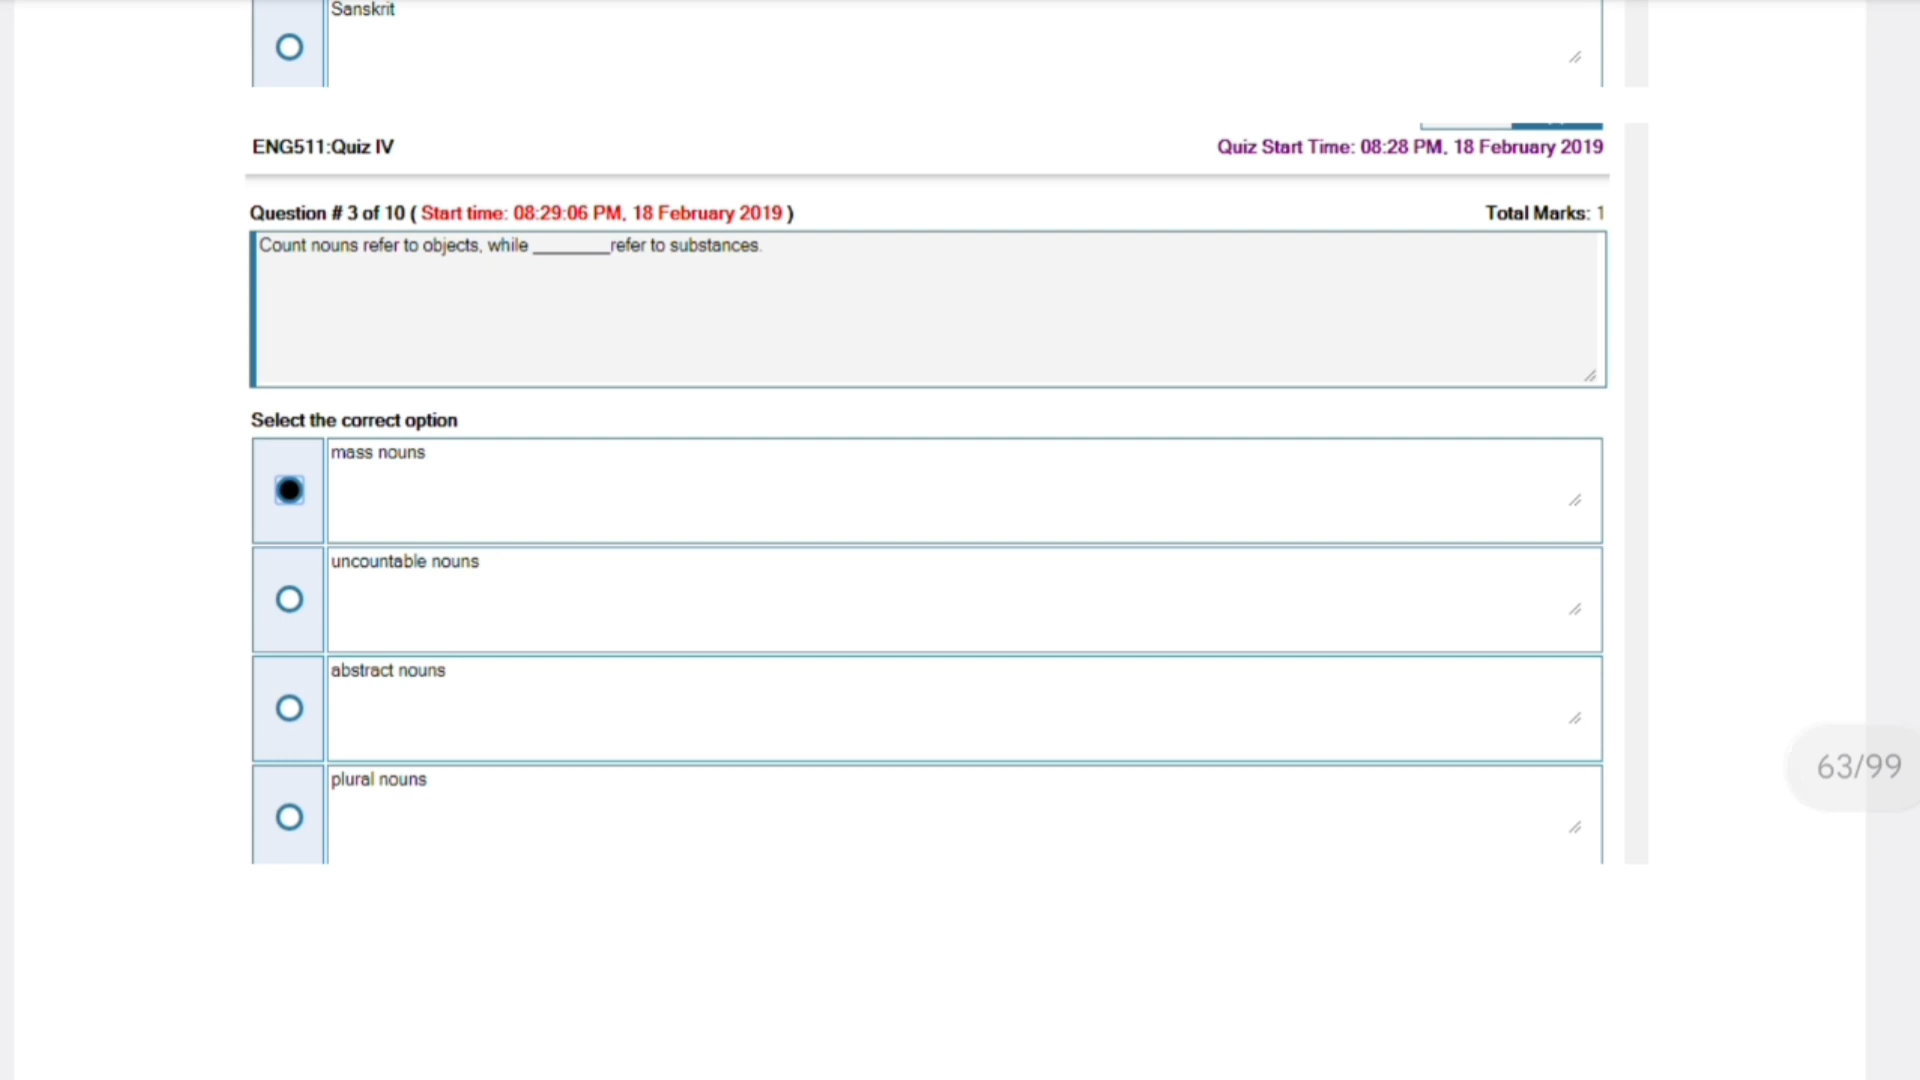 Sanskrit
ENG511:Quiz IV
Quiz Start Time: 08:28 PM, 18 February 2019
Question # 3 of 10 ( Start time: 08:29:06 PM, 18 February 2019 )
Total Marks: 1
Count nouns refer to objects, while ________refer to substances.
Select the correct option
mass nouns
uncountable nouns
abstract nouns
plural nouns
63/99